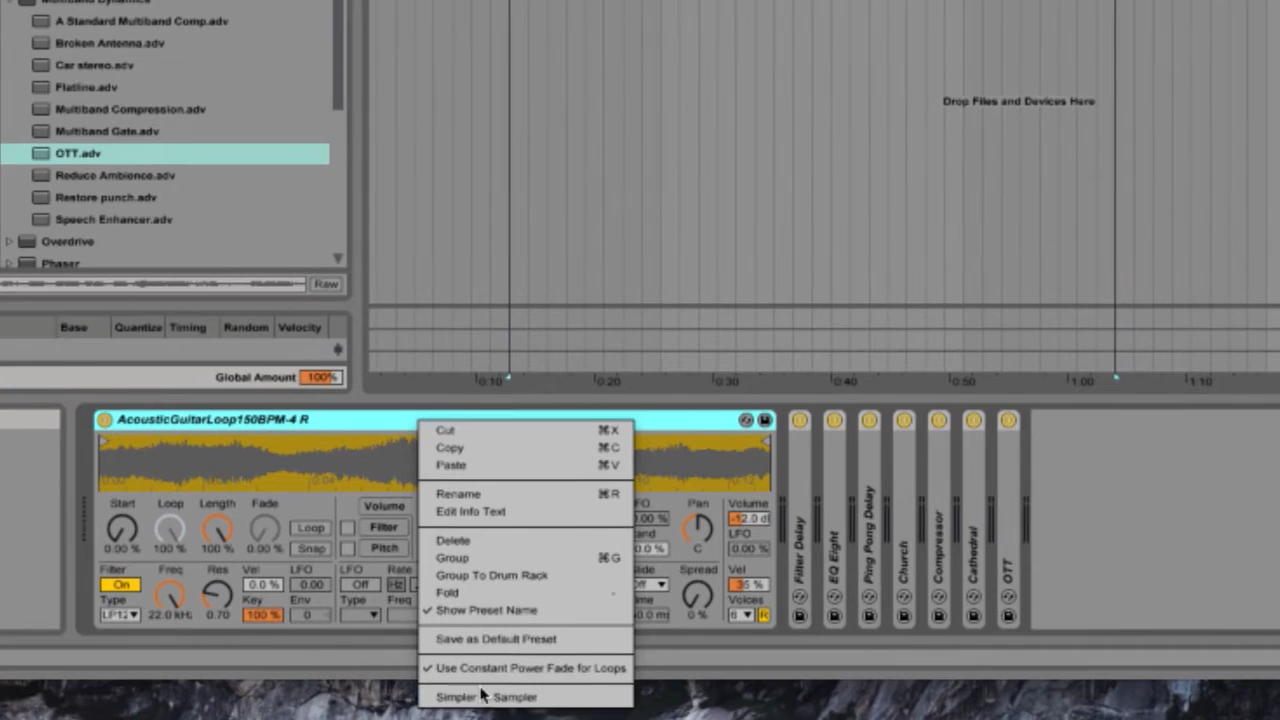 Multiband Dynamics
A Standard Multiband Comp.adv
Broken Antenna.adv
Car stereo.adv
Flatline.adv
Multiband Compression.adv
Multiband Gate.adv
OTT.adv
Reduce Ambience.adv
Restore punch.adv
Speech Enhancer.adv
Overdrive
Phaser
Raw
Drop Files and Devices Here
Base Quantize Timing Random Velocity
Global Amount 100%
0:10 0:20 0:30 0:40 0:50 1:00 1:10
AcousticGuitarLoop150BPM-4 R
Start Loop Length Fade
0.00 % 100 % 100 % 0.00 %
Loop
Snap
Volume
Filter
Pitch
Filter Freq Res Vel LFO
On 0.0 % 0.00
Type Key Env
LP12 22.0 kHz 0.70 100 % 0
LFO Rate
Off Hz
Type Freq
Cut ⌘X
Copy ⌘C
Paste ⌘V
Rename ⌘R
Edit Info Text
Delete
Group ⌘G
Group To Drum Rack
Fold -
✓ Show Preset Name
Save as Default Preset
✓ Use Constant Power Fade for Loops
Simpler Sampler
Pan Volume
-12.0 d
LFO
C 0.00 %
Spread Vel
35 %
Voices
0 % 6 R
Filter Delay
EQ Eight
Ping Pong Delay
Church
Compressor
Cathedral
OTT